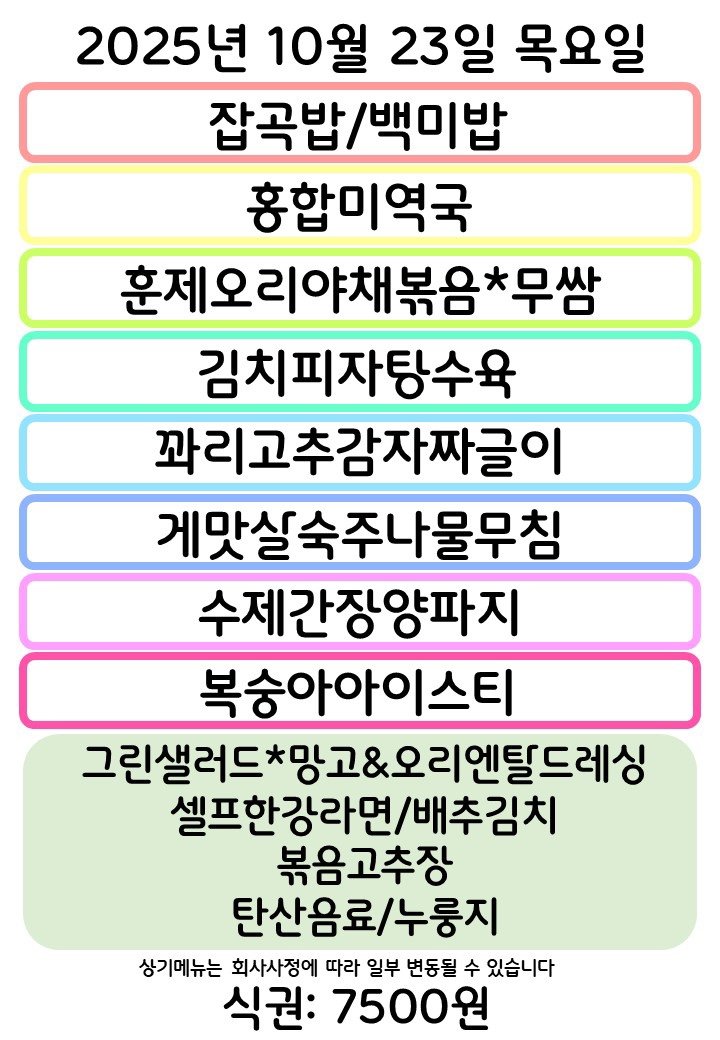 2025년 10월 23일 목요일
잡곡밥/백미밥
홍합미역국
훈제오리야채볶음*무쌈
김치피자탕수육
꽈리고추감자짜글이
게맛살숙주나물무침
수제간장양파지
복숭아아이스티
그린샐러드*망고&오리엔탈드레싱
셀프한강라면/배추김치
볶음고추장
탄산음료/누룽지
상기메뉴는 회사사정에 따라 일부 변동될 수 있습니다
식권: 7500원